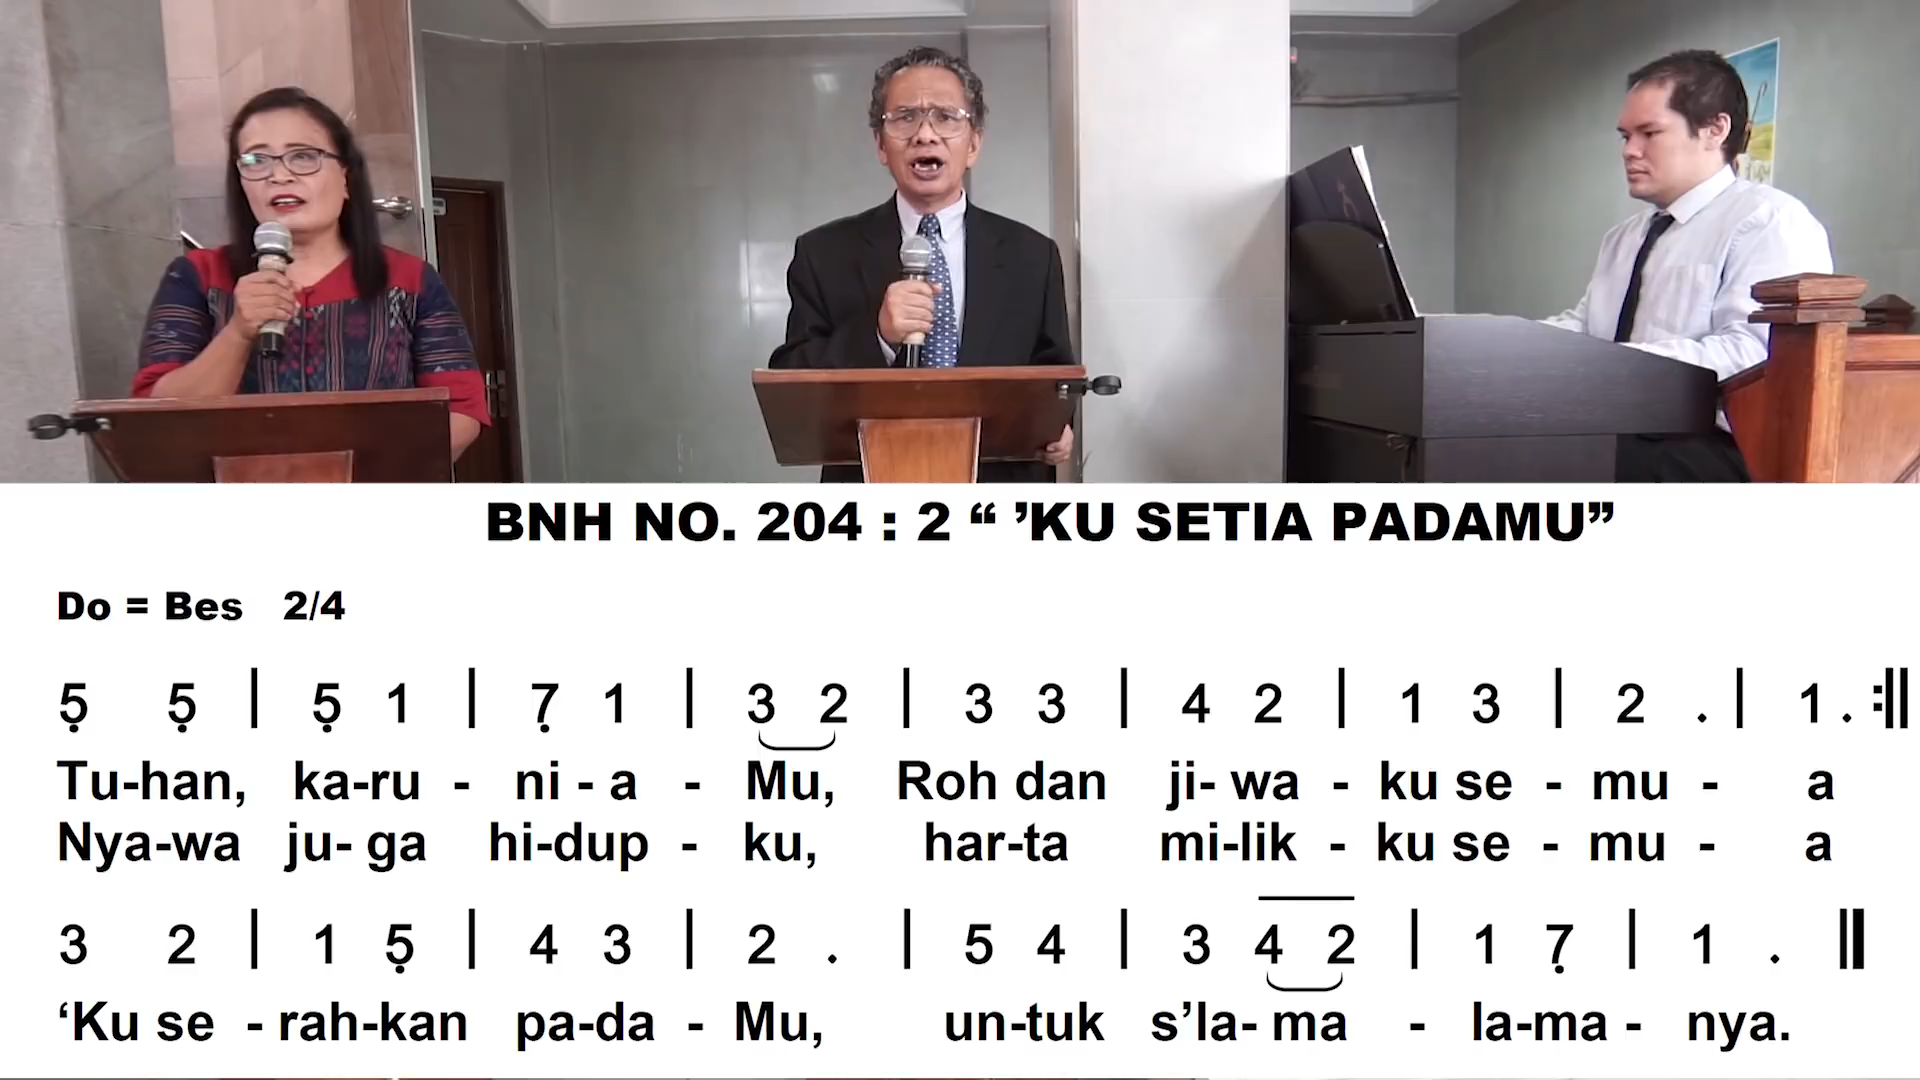 BNH NO. 204 : 2 “ ’KU SETIA PADAMU”
Do = Bes 2/4
5̣ 5̣ | 5̣ 1 | 7̣ 1 | 3 2 | 3 3 | 4 2 | 1 3 | 2 . | 1 . :||
Tu-han, ka-ru - ni - a - Mu, Roh dan ji- wa - ku se - mu - a
Nya-wa ju- ga hi-dup - ku, har-ta mi-lik - ku se - mu - a
3 2 | 1 5̣ | 4 3 | 2 . | 5 4 | 3 4 2 | 1 7̣ | 1 . ||
‘Ku se - rah-kan pa-da - Mu, un-tuk s’la- ma - la-ma - nya.